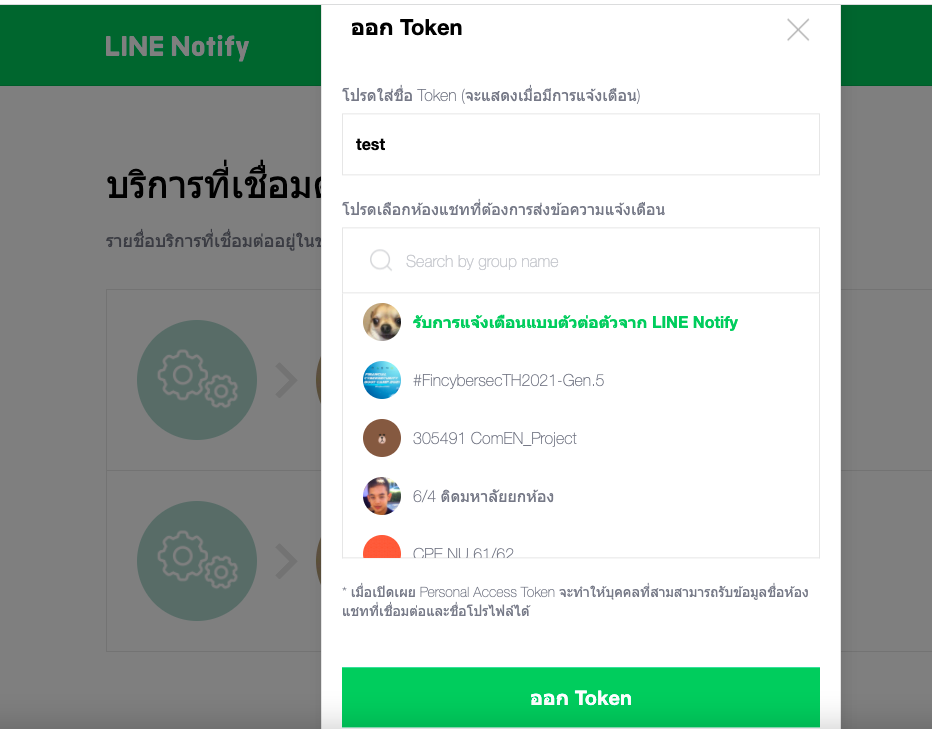 ออก Token
LINE Notify
โปรดใส่ชื่อ Token (จะแสดงเมื่อมีการแจ้งเตือน)
test
บริการที่เชื่อมต
โปรดเลือกห้องแชทที่ต้องการส่งข้อความแจ้งเตือน
รายชื่อบริการที่เชื่อมต่ออยู่ใน
Search by group name
รับการแจ้งเตือนแบบตัวต่อตัวจาก LINE Notify
#FincybersecTH2021-Gen.5
305491 ComEN_Project
6/4 ติดมหาลัยยกห้อง
CPE NU 61/62
* เมื่อเปิดเผย Personal Access Token จะทำให้บุคคลที่สามสามารถรับข้อมูลชื่อห้อง
แชทที่เชื่อมต่อและชื่อโปรไฟล์ได้
ออก Token